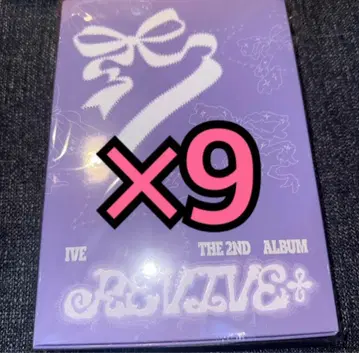 ×9
IVE THE 2ND ALBUM
REVIVE+